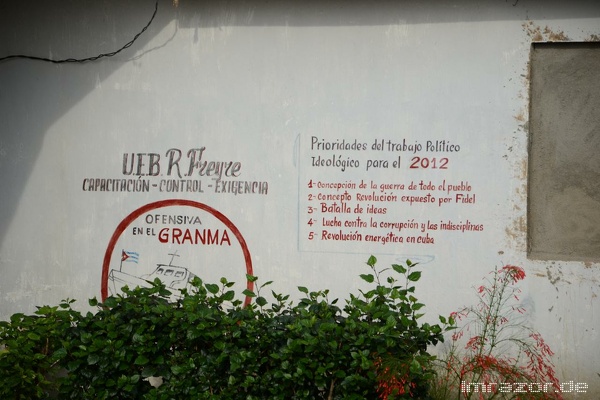 U.E.B. R. Freyre
CAPACITACIÓN - CONTROL - EXIGENCIA
OFENSIVA
EN EL GRANMA
Prioridades del trabajo Político
Ideológico para el 2012
1- Concepción de la guerra de todo el pueblo
2- Concepto Revolución expuesto por Fidel
3- Batalla de ideas
4- Lucha contra la corrupción y las indisciplinas
5- Revolución energética en Cuba
lmrazor.de